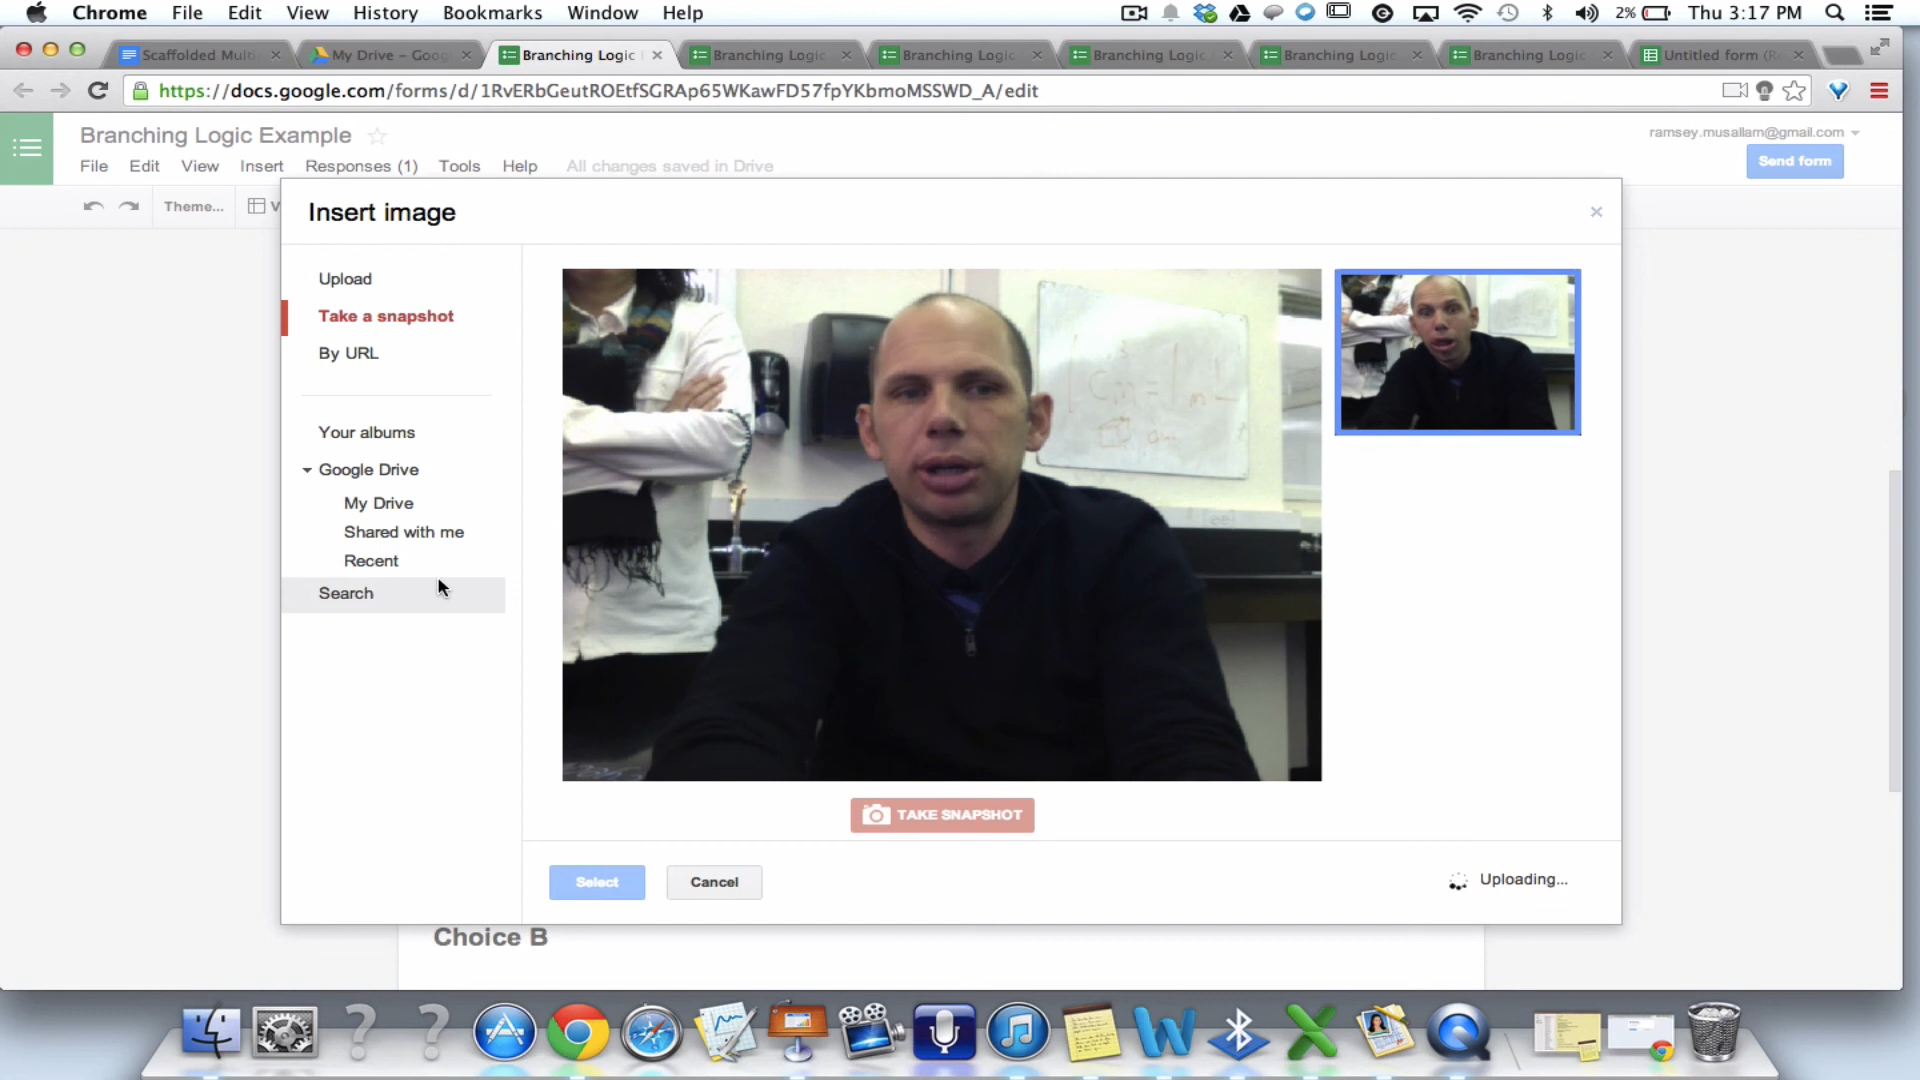 Chrome File Edit View History Bookmarks Window Help 2% Thu 3:17 PM
Scaffolded Multi My Drive – Goog Branching Logic Branching Logic Branching Logic Branching Logic Branching Logic Branching Logic Untitled form (Re
https://docs.google.com/forms/d/1RvERbGeutROEtfSGRAp65WKawFD57fpYKbmoMSSWD_A/edit
Branching Logic Example
ramsey.musallam@gmail.com
File Edit View Insert Responses (1) Tools Help All changes saved in Drive
Send form
Theme... V
Insert image
Upload
Take a snapshot
By URL
Your albums
Google Drive
My Drive
Shared with me
Recent
Search
TAKE SNAPSHOT
Select Cancel
Uploading...
Choice B